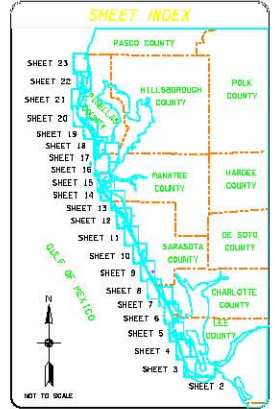 SHEET INDEX
PASCO COUNTY
SHEET 23
SHEET 22
SHEET 21
SHEET 20
SHEET 19
SHEET 18
SHEET 17
SHEET 16
SHEET 15
SHEET 14
SHEET 13
SHEET 12
SHEET 11
SHEET 10
SHEET 9
SHEET 8
SHEET 7
SHEET 6
SHEET 5
SHEET 4
SHEET 3
SHEET 2
PINELLAS
COUNTY
HILLSBOROUGH
COUNTY
POLK
COUNTY
MANATEE
COUNTY
HARDEE
COUNTY
SARASOTA
COUNTY
DE SOTO
COUNTY
CHARLOTTE
COUNTY
LEE
COUNTY
GULF OF MEXICO
N
NOT TO SCALE